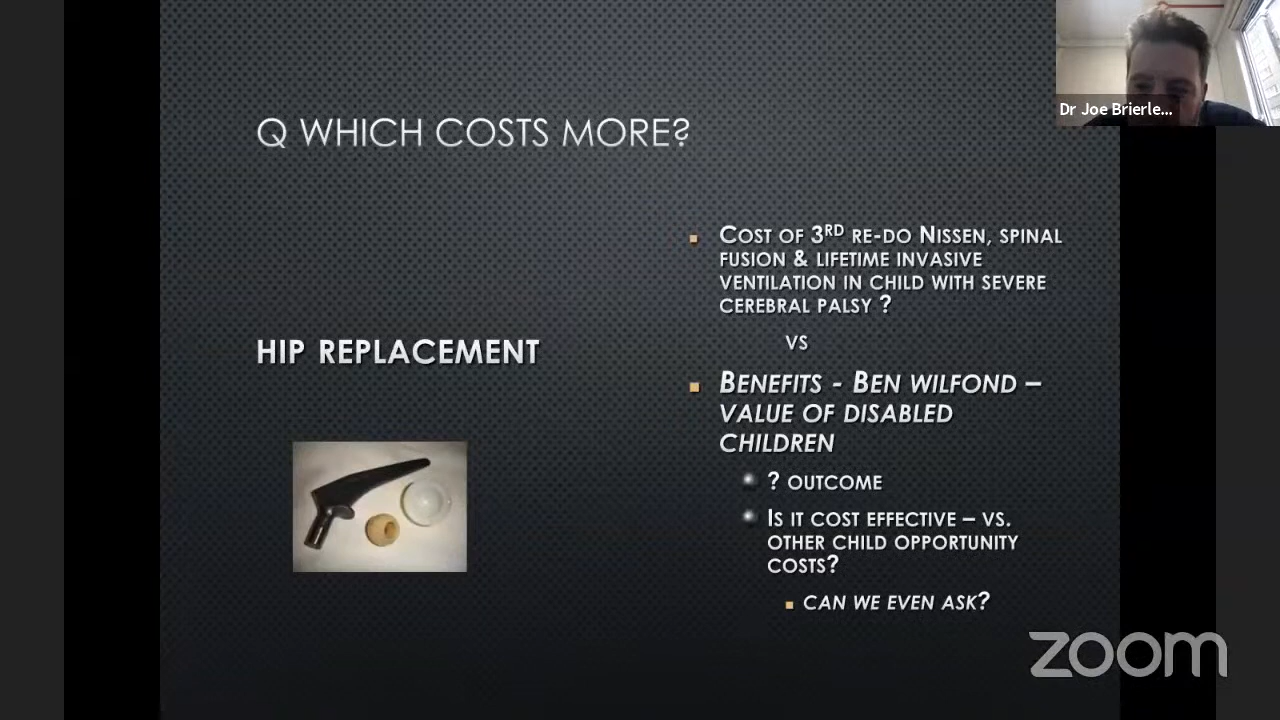 Q WHICH COSTS MORE?
Dr Joe Brierle...
HIP REPLACEMENT
COST OF 3RD RE-DO NISSEN, SPINAL
FUSION & LIFETIME INVASIVE
VENTILATION IN CHILD WITH SEVERE
CEREBRAL PALSY ?
VS
BENEFITS - BEN WILFOND –
VALUE OF DISABLED
CHILDREN
? OUTCOME
IS IT COST EFFECTIVE – VS.
OTHER CHILD OPPORTUNITY
COSTS?
CAN WE EVEN ASK?
zoom